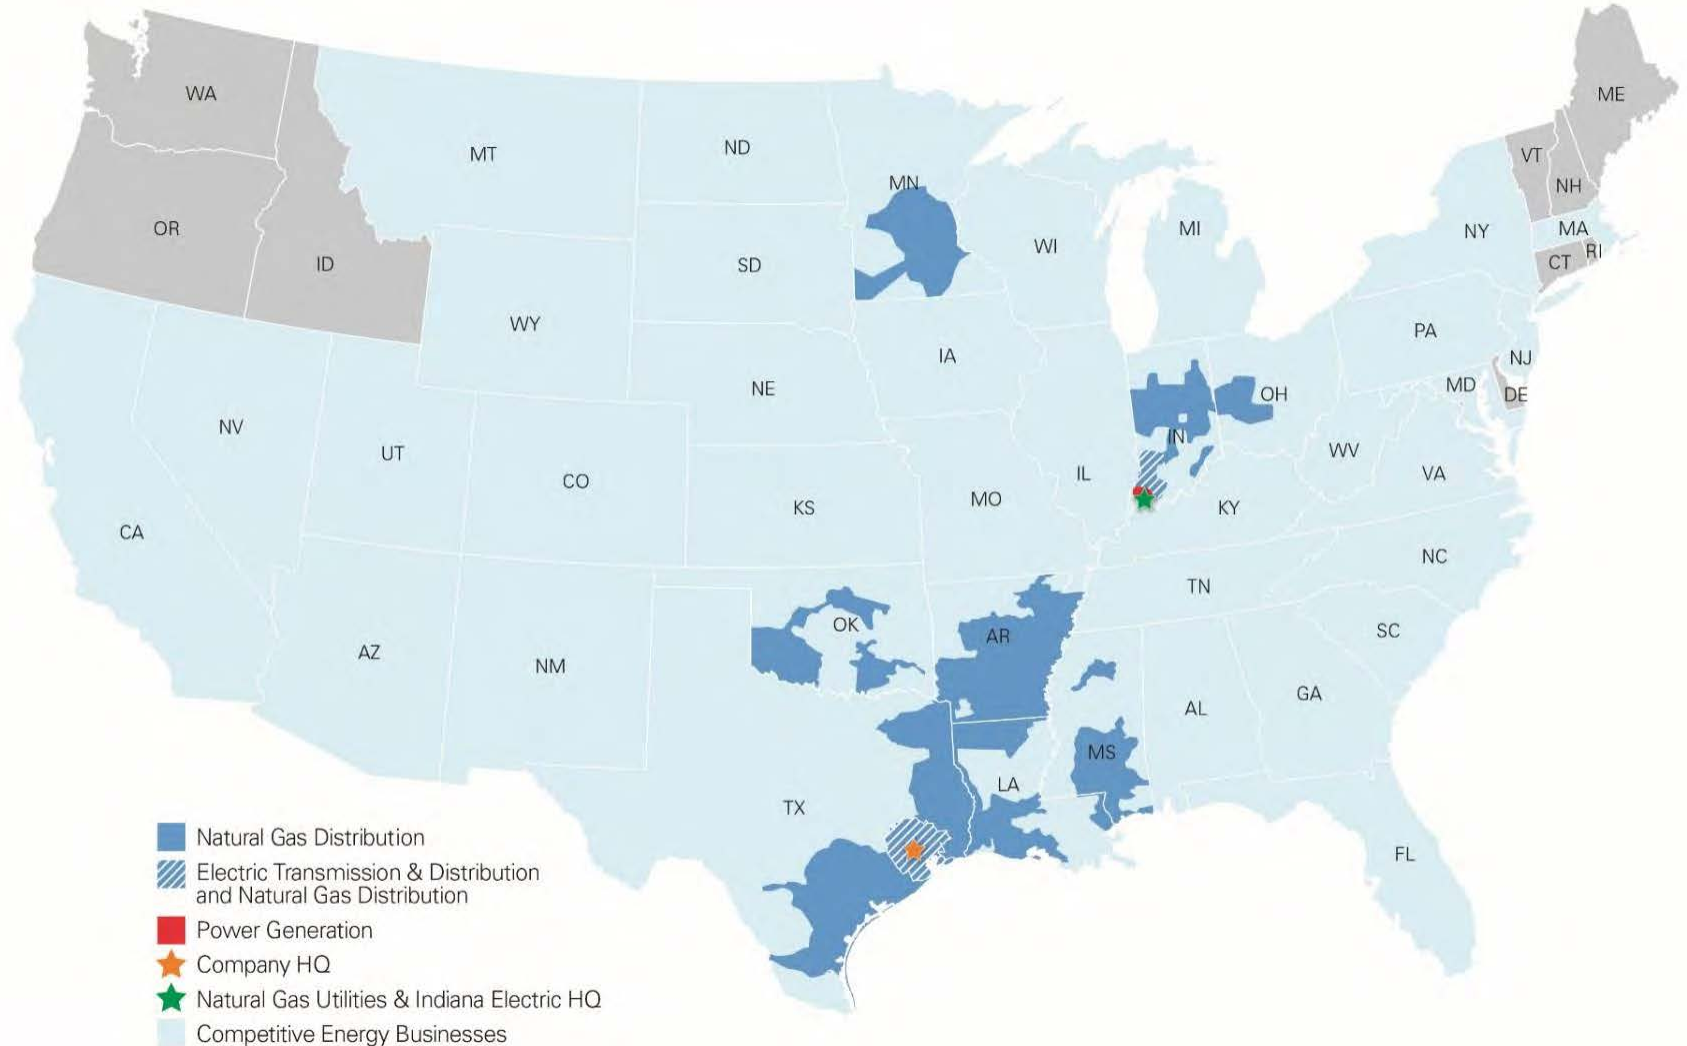 WA
ME
MT
ND
VT
MN
NH
OR
NY
MA
MI
WI
RI
CT
ID
SD
WY
PA
IA
NJ
MD
NE
OH
DE
NV
IN
WV
UT
IL
VA
CO
MO
KS
KY
CA
NC
TN
OK
AR
SC
AZ
NM
GA
AL
MS
LA
TX
FL
Natural Gas Distribution
Electric Transmission & Distribution
and Natural Gas Distribution
Power Generation
Company HQ
Natural Gas Utilities & Indiana Electric HQ
Competitive Energy Businesses